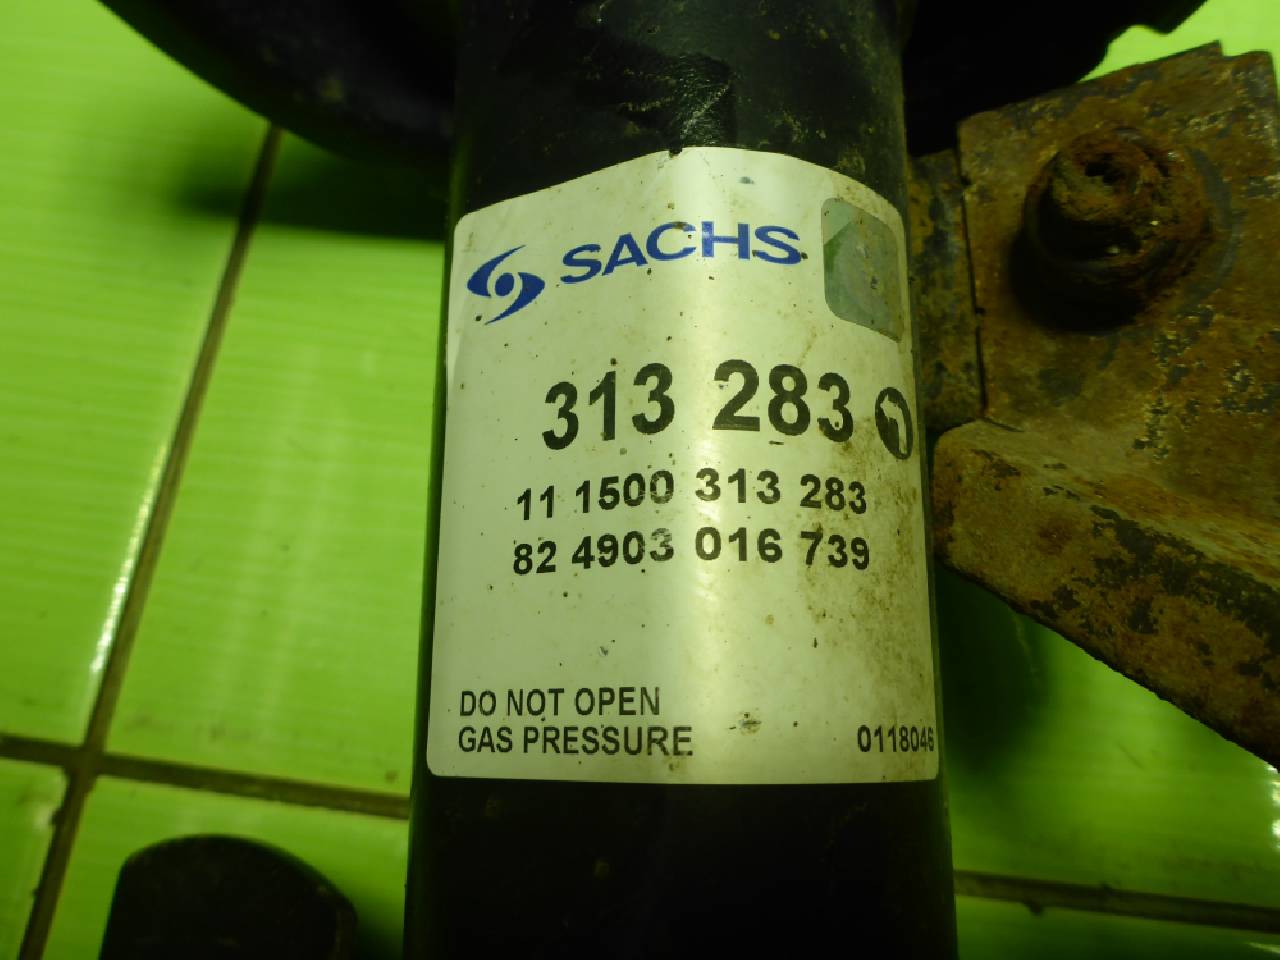 SACHS
313 283
11 1500 313 283
82 4903 016 739
DO NOT OPEN
GAS PRESSURE
0118046